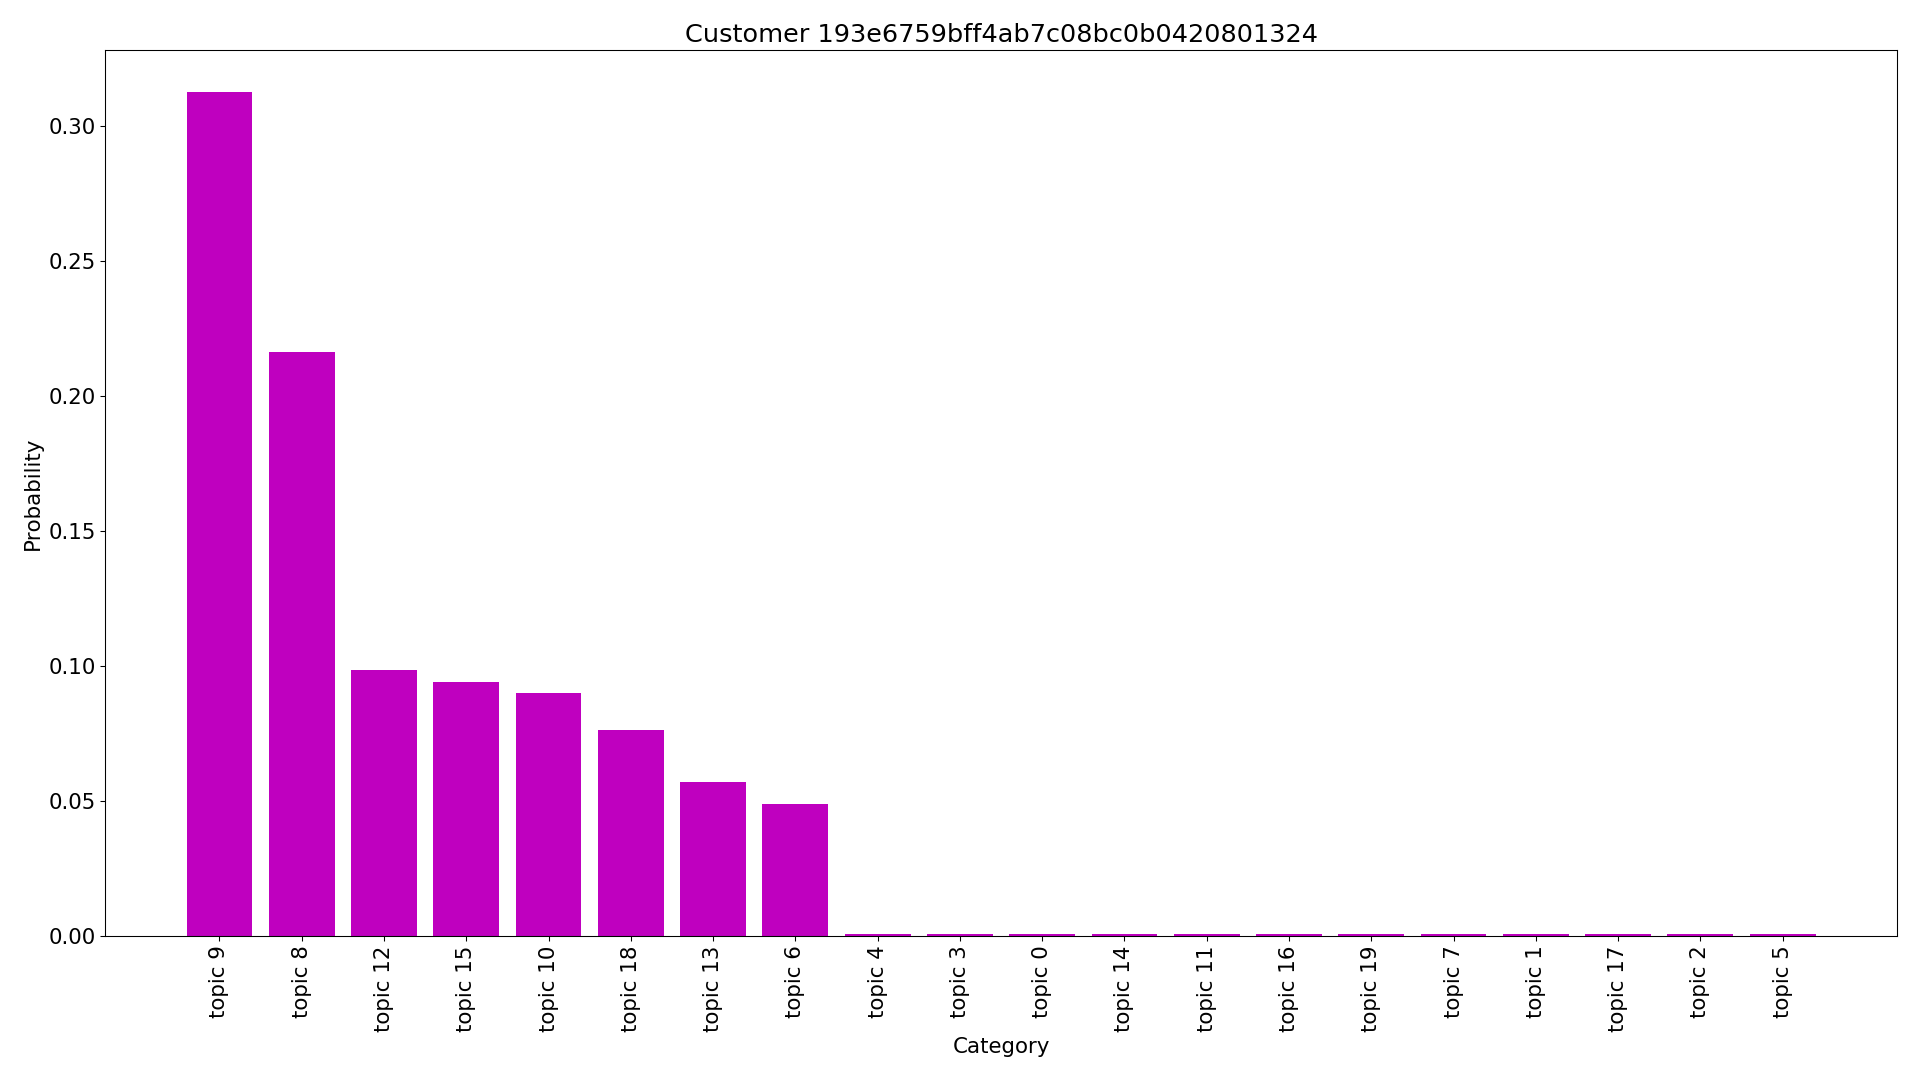 Customer 193e6759bff4ab7c08bc0b0420801324
Probability
0.30
0.25
0.20
0.15
0.10
0.05
0.00
topic 9
topic 8
topic 12
topic 15
topic 10
topic 18
topic 13
topic 6
topic 4
topic 3
topic 0
topic 14
topic 11
topic 16
topic 19
topic 7
topic 1
topic 17
topic 2
topic 5
Category